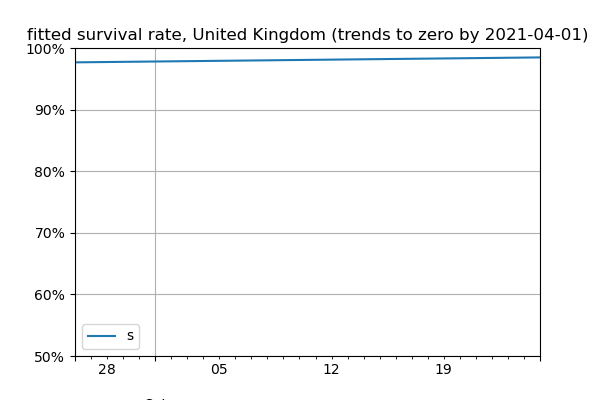 fitted survival rate, United Kingdom (trends to zero by 2021-04-01)
100%
90%
80%
70%
60%
50%
s
28 05 12 19